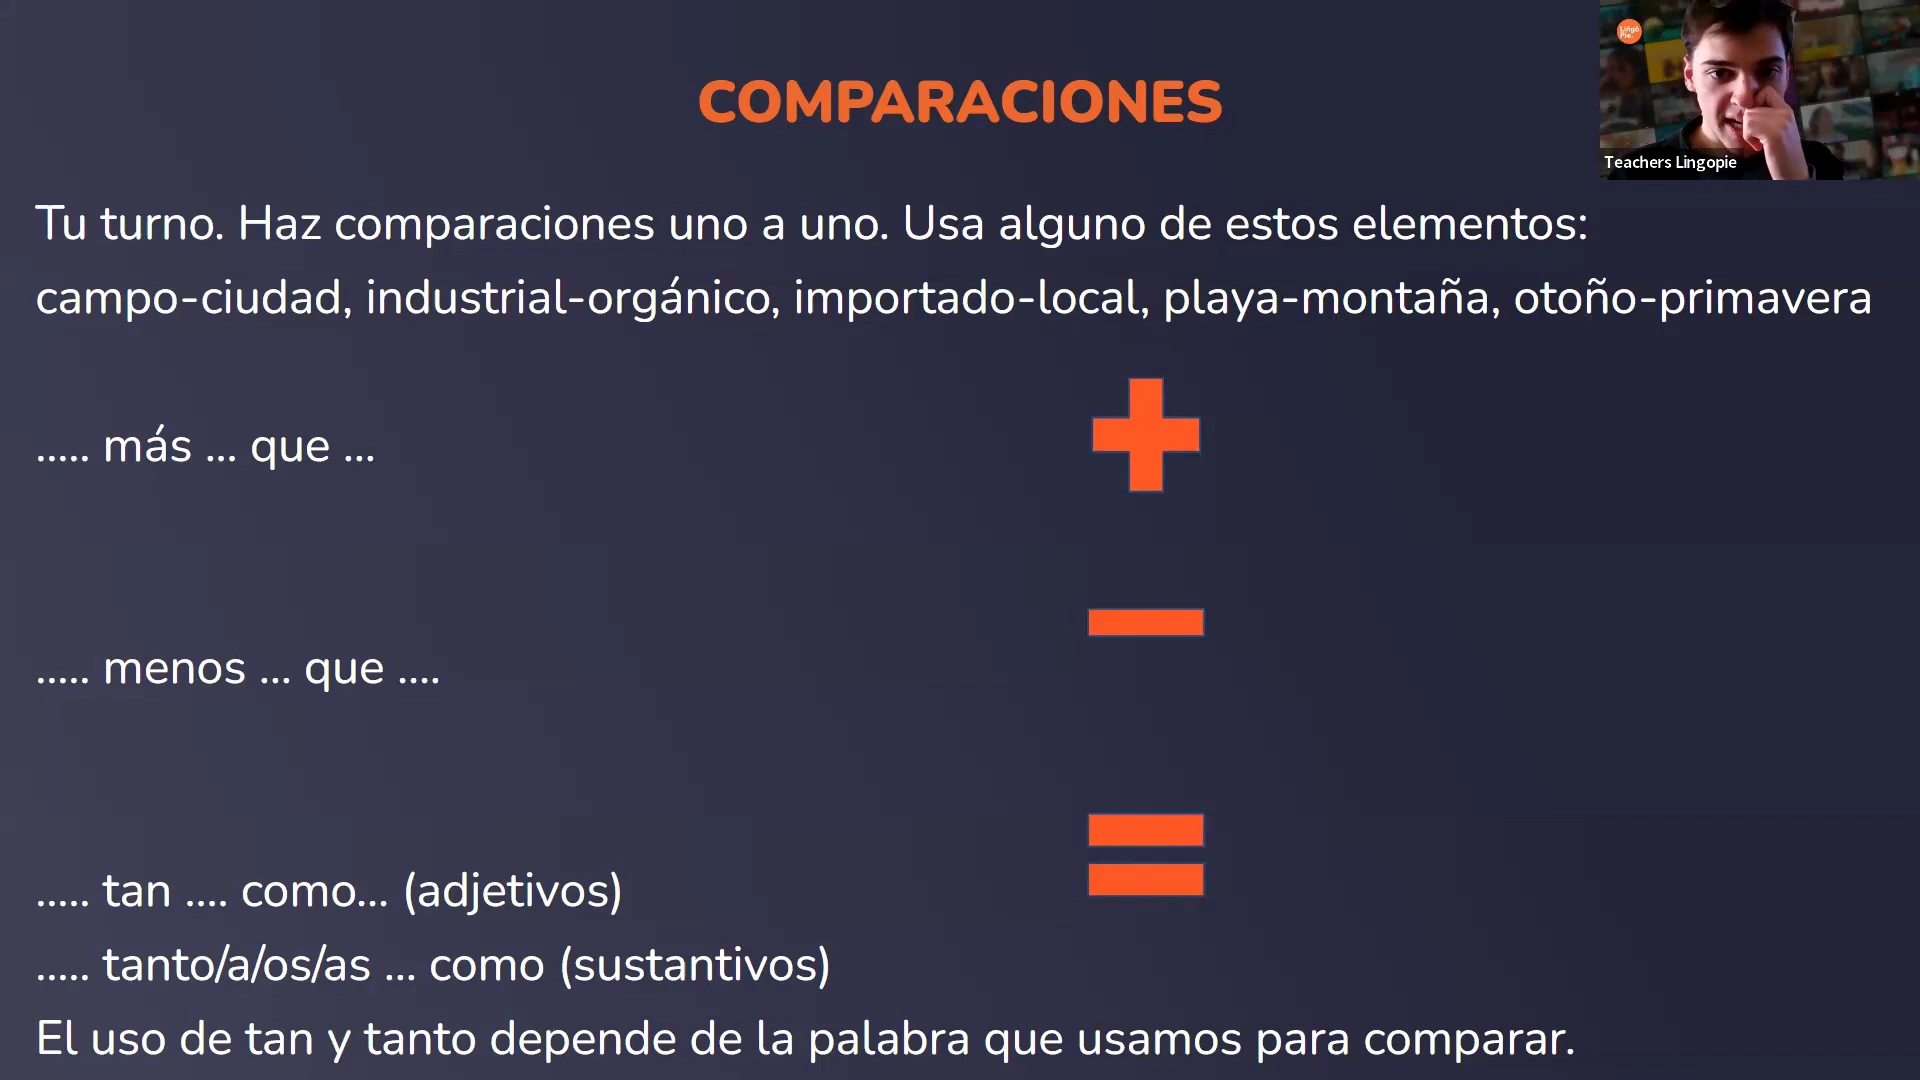 COMPARACIONES
Lingo
Pie.
Teachers Lingopie
Tu turno. Haz comparaciones uno a uno. Usa alguno de estos elementos:
campo-ciudad, industrial-orgánico, importado-local, playa-montaña, otoño-primavera
..... más ... que ...
..... menos ... que ....
..... tan .... como... (adjetivos)
..... tanto/a/os/as ... como (sustantivos)
El uso de tan y tanto depende de la palabra que usamos para comparar.